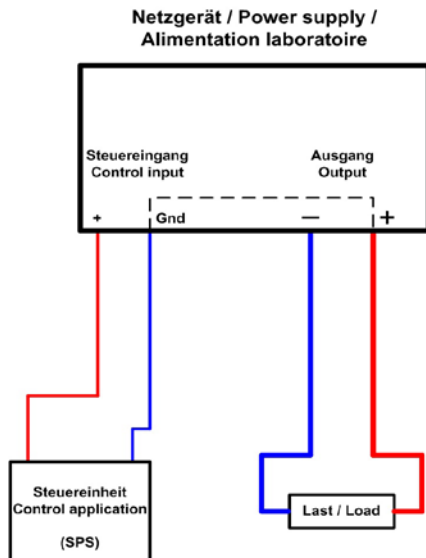 Netzgerät / Power supply /
Alimentation laboratoire
Steuereingang
Control input
Ausgang
Output
+
Gnd
—
+
Steuereinheit
Control application
(SPS)
Last / Load